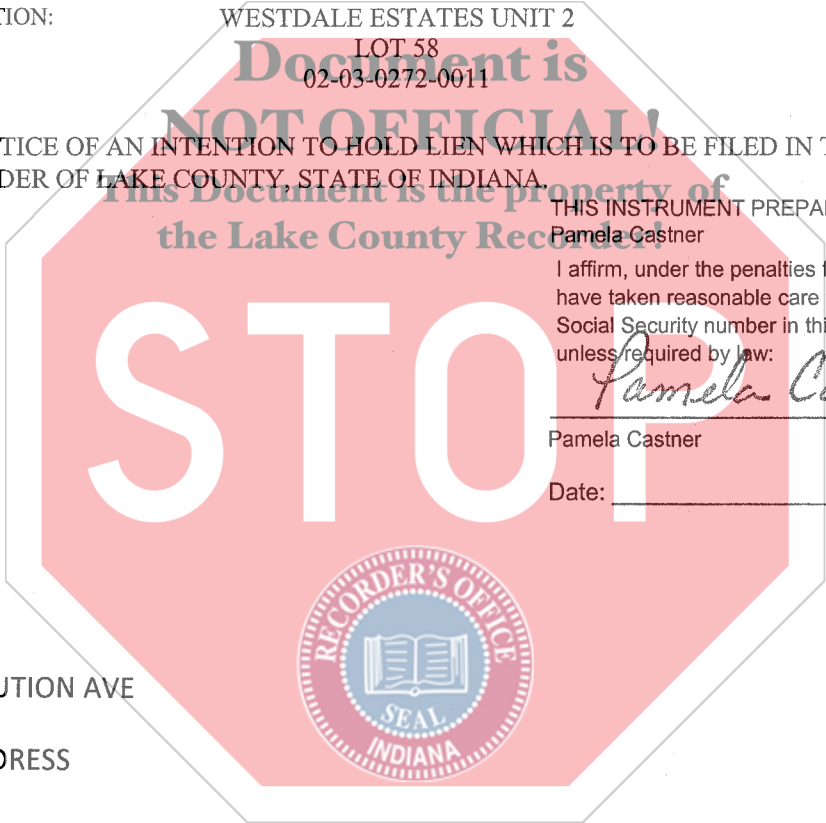 TION: WESTDALE ESTATES UNIT 2
LOT 58
Document is
02-03-0272-0011
NOT OFFICIAL!
TICE OF AN INTENTION TO HOLD LIEN WHICH IS TO BE FILED IN T
DER OF LAKE COUNTY, STATE OF INDIANA,
This Document is the property of
the Lake County Recorder!
THIS INSTRUMENT PREPA
Pamela Castner
I affirm, under the penalties f
have taken reasonable care
Social Security number in thi
unless required by law:
Pamela Ca
Pamela Castner
Date:
STOP
RECORDER'S OFFICE
SEAL
INDIANA
UTION AVE
DRESS